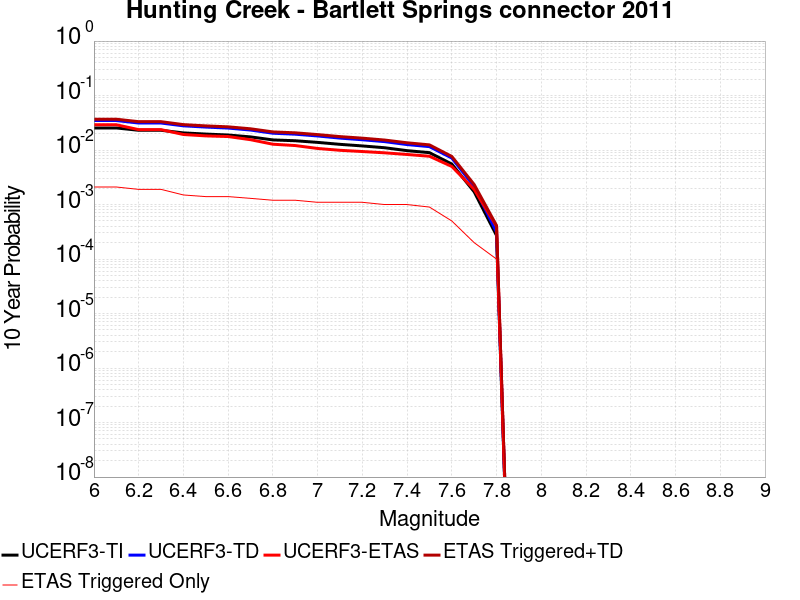 Hunting Creek - Bartlett Springs connector 2011
10 0
10 -1
10 -2
10 -3
10 -4
10 -5
10 -6
10 -7
10 -8
10 Year Probability
6 6.2 6.4 6.6 6.8 7 7.2 7.4 7.6 7.8 8 8.2 8.4 8.6 8.8 9
Magnitude
UCERF3-TI UCERF3-TD UCERF3-ETAS ETAS Triggered+TD
ETAS Triggered Only